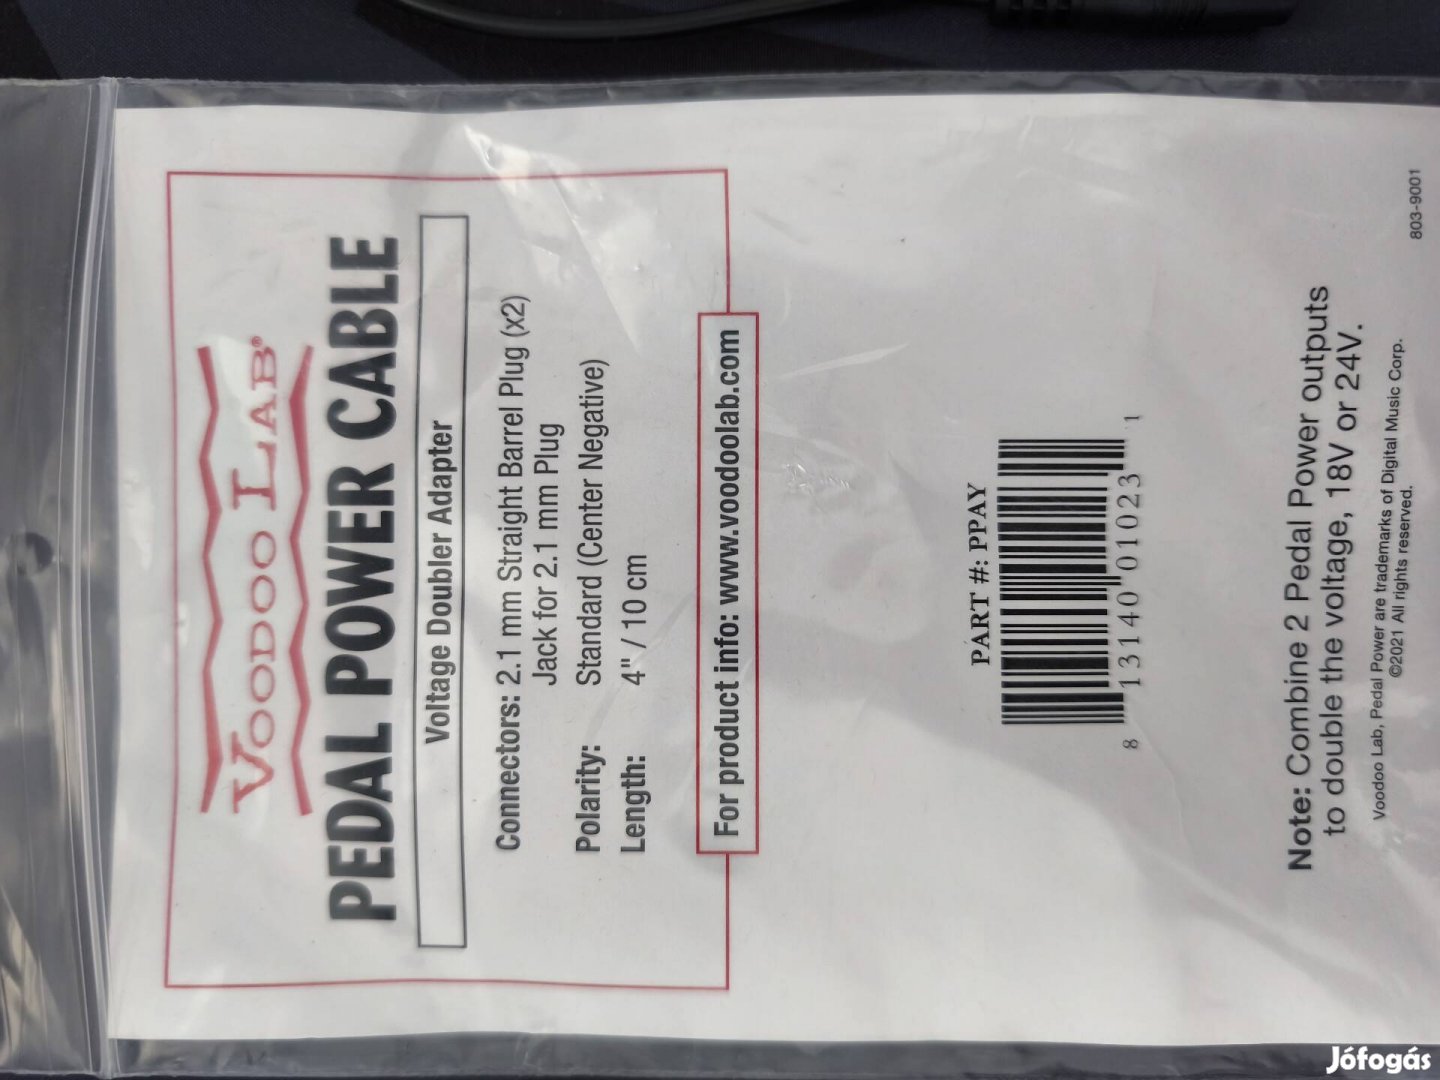 VOODOO LAB®
PEDAL POWER CABLE
Voltage Doubler Adapter
Connectors: 2.1 mm Straight Barrel Plug (x2)
Jack for 2.1 mm Plug
Polarity: Standard (Center Negative)
Length: 4" / 10 cm
For product info: www.voodoolab.com
PART #: PPAY
8 13140 01023 1
Note: Combine 2 Pedal Power outputs
to double the voltage, 18V or 24V.
Voodoo Lab, Pedal Power are trademarks of Digital Music Corp.
©2021 All rights reserved.
803-9001
Jófogás